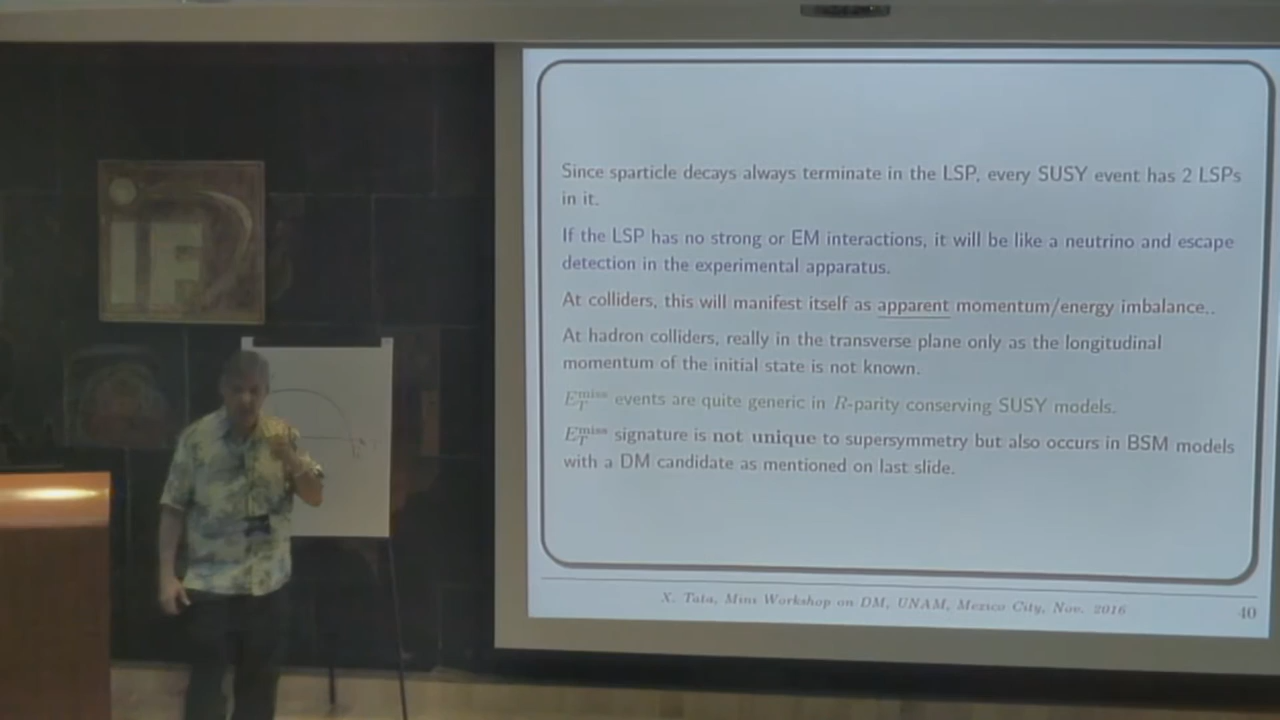 IF
Since sparticle decays always terminate in the LSP, every SUSY event has 2 LSPs
in it.
If the LSP has no strong or EM interactions, it will be like a neutrino and escape
detection in the experimental apparatus.
At colliders, this will manifest itself as apparent momentum/energy imbalance..
At hadron colliders, really in the transverse plane only as the longitudinal
momentum of the initial state is not known.
E_T^miss events are quite generic in R-parity conserving SUSY models.
E_T^miss signature is not unique to supersymmetry but also occurs in BSM models
with a DM candidate as mentioned on last slide.
X. Tata, Mini Workshop on DM, UNAM, Mexico City, Nov. 2016
40